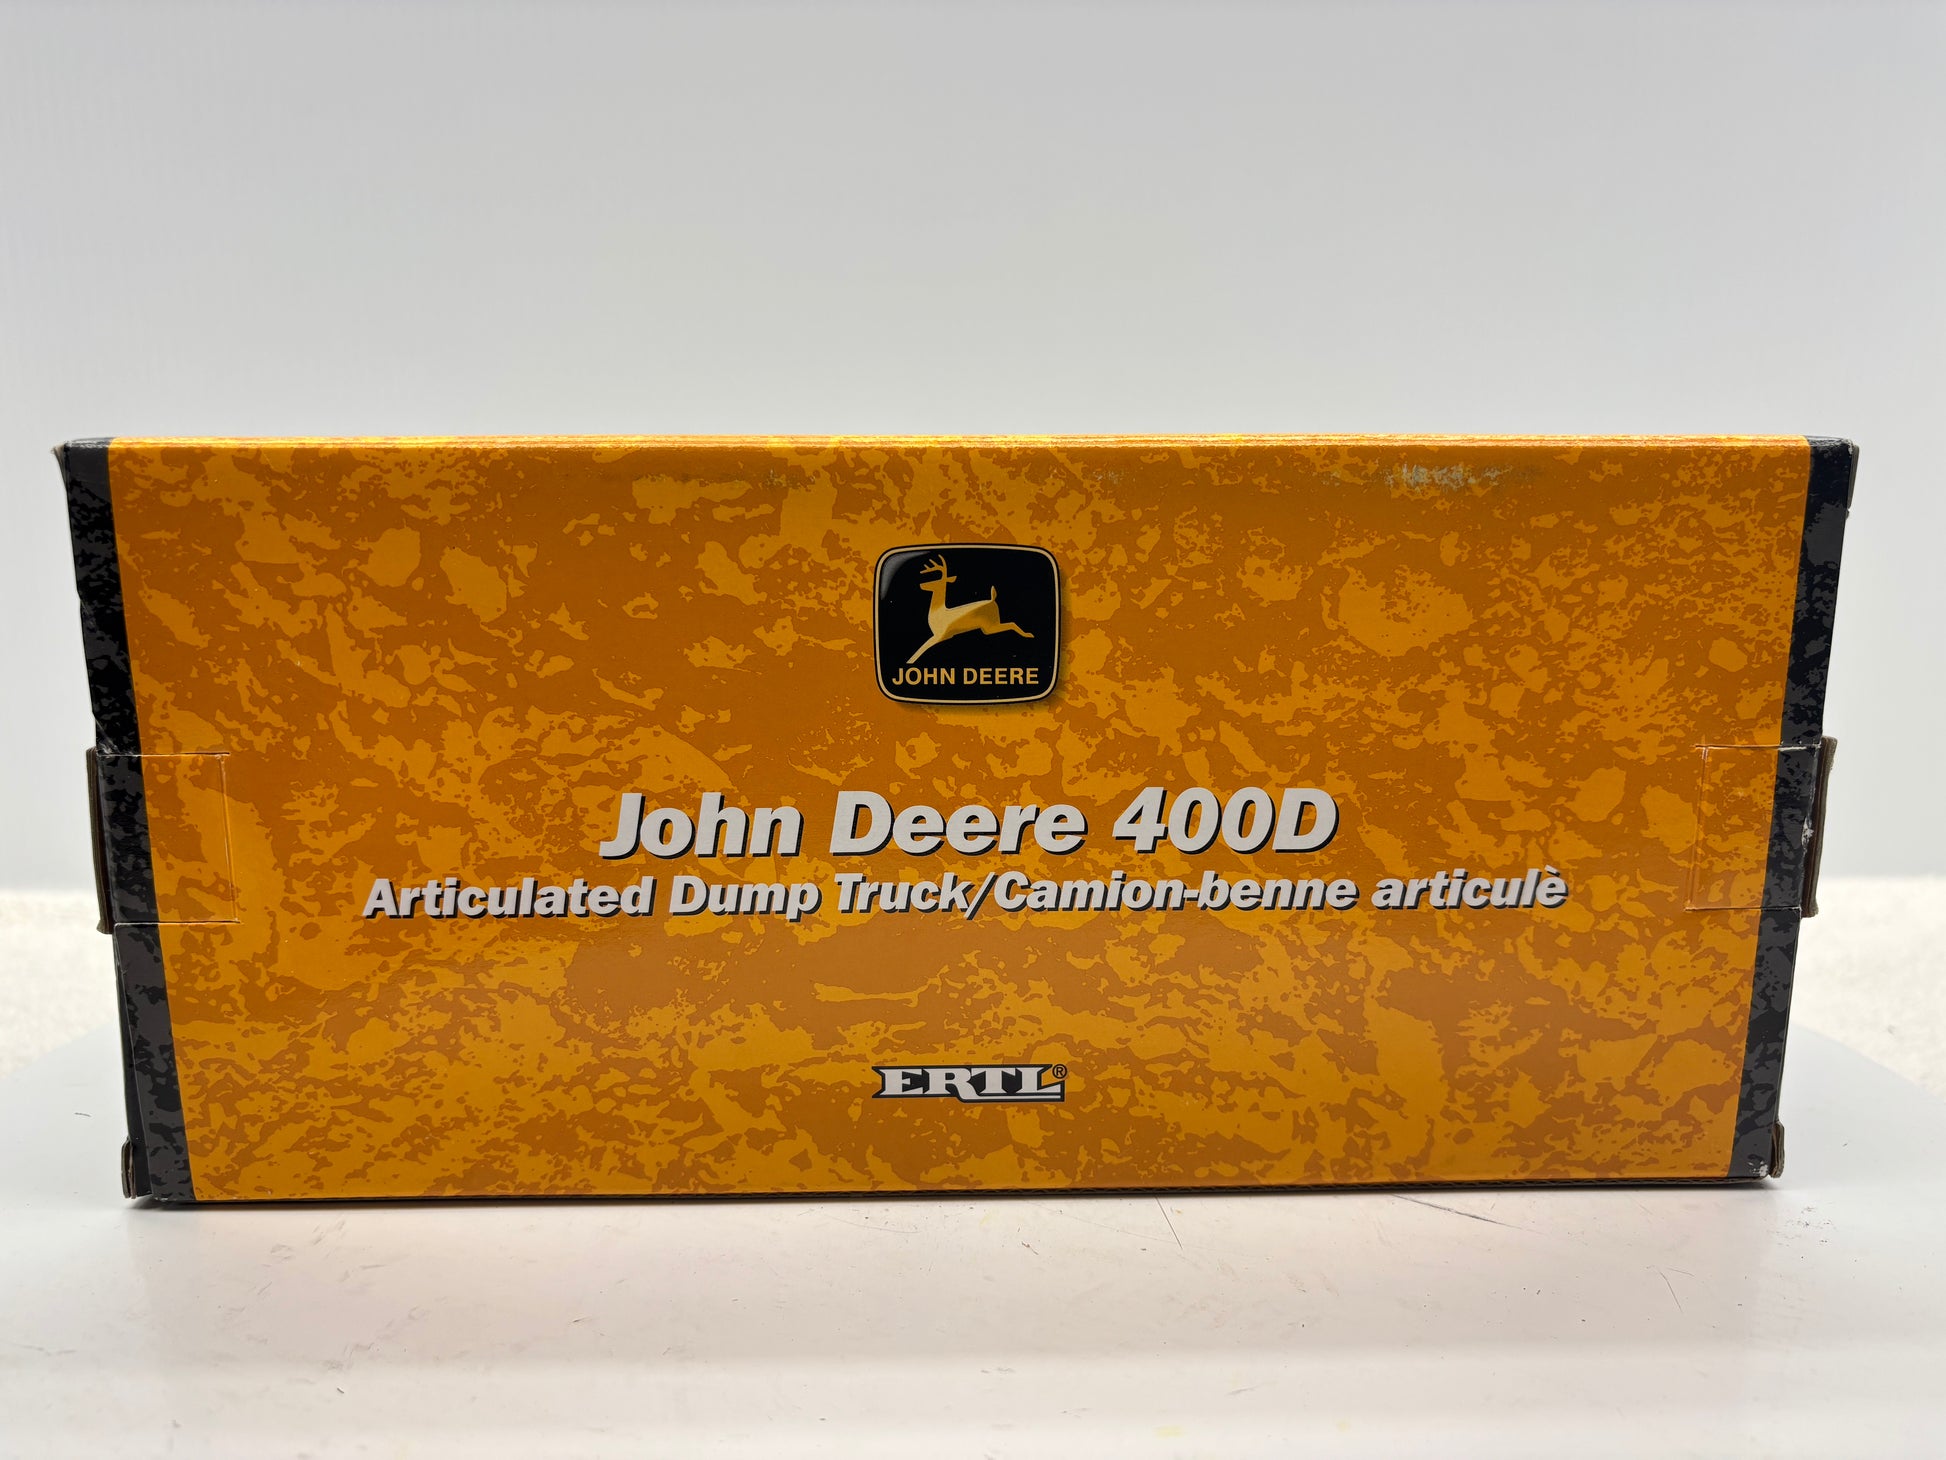 JOHN DEERE
John Deere 400D
Articulated Dump Truck/Camion-benne articulè
ERTL®